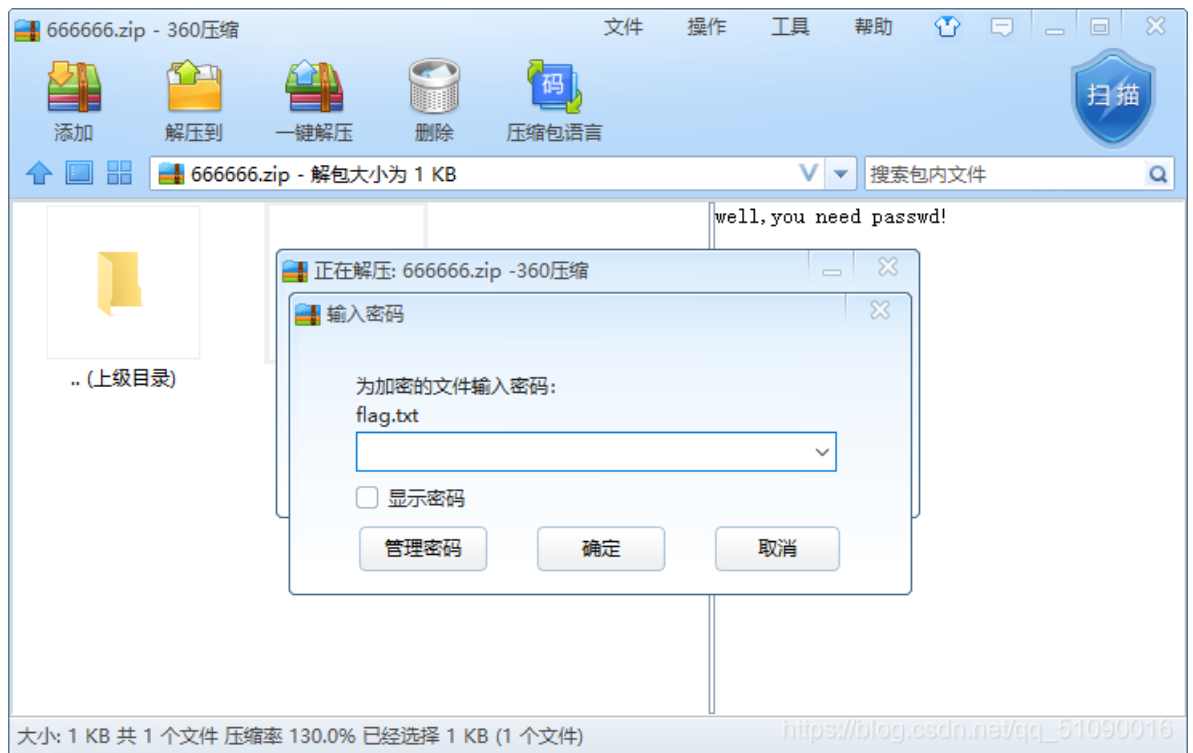 666666.zip - 360压缩
文件 操作 工具 帮助
添加 解压到 一键解压 删除 码 压缩包语言 扫描
666666.zip - 解包大小为 1 KB
搜索包内文件
well,you need passwd!
.. (上级目录)
正在解压: 666666.zip -360压缩
输入密码
为加密的文件输入密码:
flag.txt
显示密码
管理密码 确定 取消
大小: 1 KB 共 1 个文件 压缩率 130.0% 已经选择 1 KB (1 个文件)
https://blog.csdn.net/qq_51090016